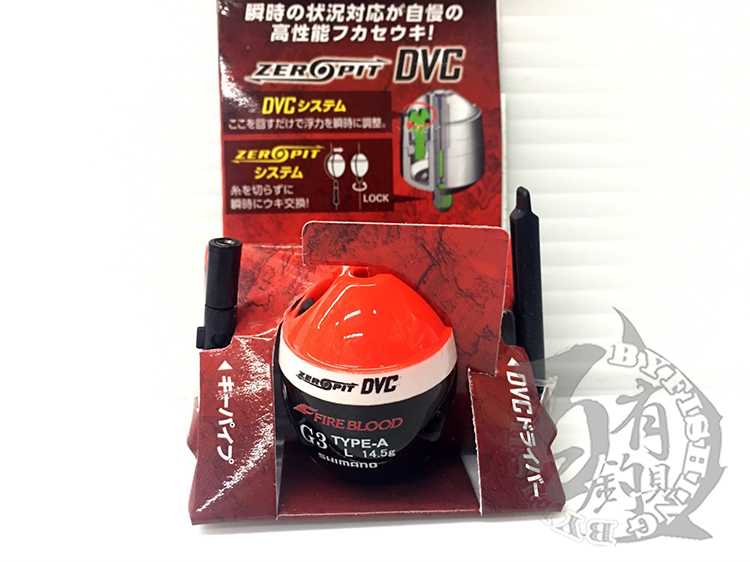 瞬時の状況対応が自慢の
高性能フカセウキ!
ZEROPIT DVC
DVCシステム
ここを回すだけで浮力を瞬時に調整。
ZEROPIT
システム
糸を切らずに
瞬時にウキ交換!
LOCK
ZEROPIT DVC
FIRE BLOOD
G3 TYPE-A
L 14.5g
SHIMANO
▲キーパイプ
▲DVCドライバー
有釣具
BYFISHING